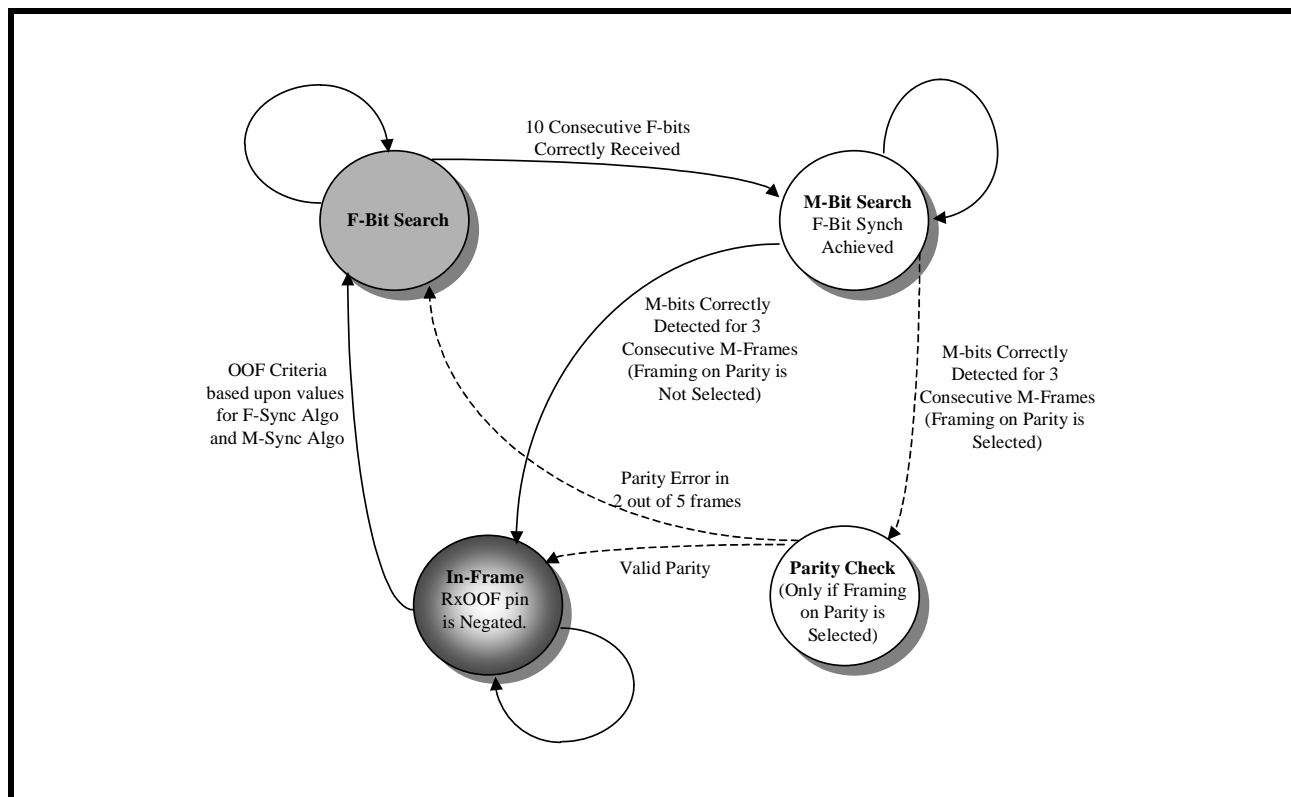 10 Consecutive F-bits
Correctly Received
F-Bit Search
M-Bit Search
F-Bit Synch
Achieved
M-bits Correctly
Detected for 3
Consecutive M-Frames
(Framing on Parity is
Not Selected)
M-bits Correctly
Detected for 3
Consecutive M-Frames
(Framing on Parity is
Selected)
OOF Criteria
based upon values
for F-Sync Algo
and M-Sync Algo
Parity Error in
2 out of 5 frames
Valid Parity
In-Frame
RxOOF pin
is Negated.
Parity Check
(Only if Framing
on Parity is
Selected)